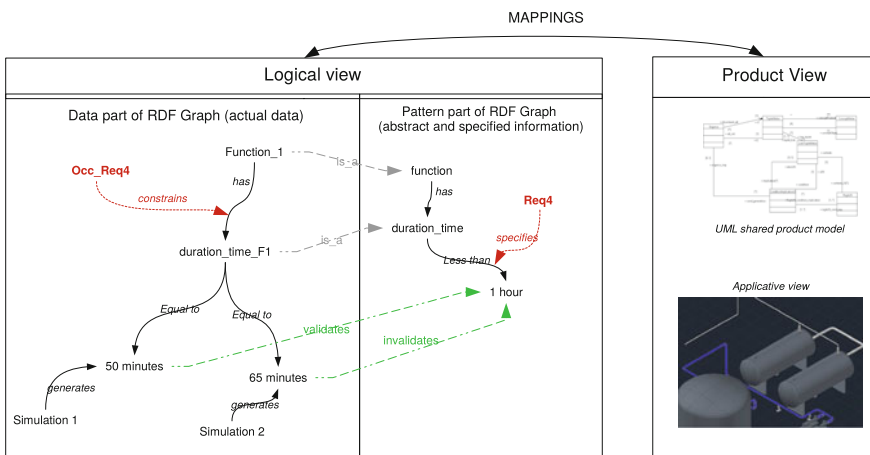 MAPPINGS
Logical view
Product View
Data part of RDF Graph (actual data)
Pattern part of RDF Graph
(abstract and specified information)
Function_1
is_a
Occ_Req4
function
has
constrains
has
Req4
duration_time
specifies
is_a
duration_time_F1
Less than
UML shared product model
1 hour
Applicative view
Equal to
Equal to
validates
invalidates
50 minutes
65 minutes
generates
generates
Simulation 1
Simulation 2